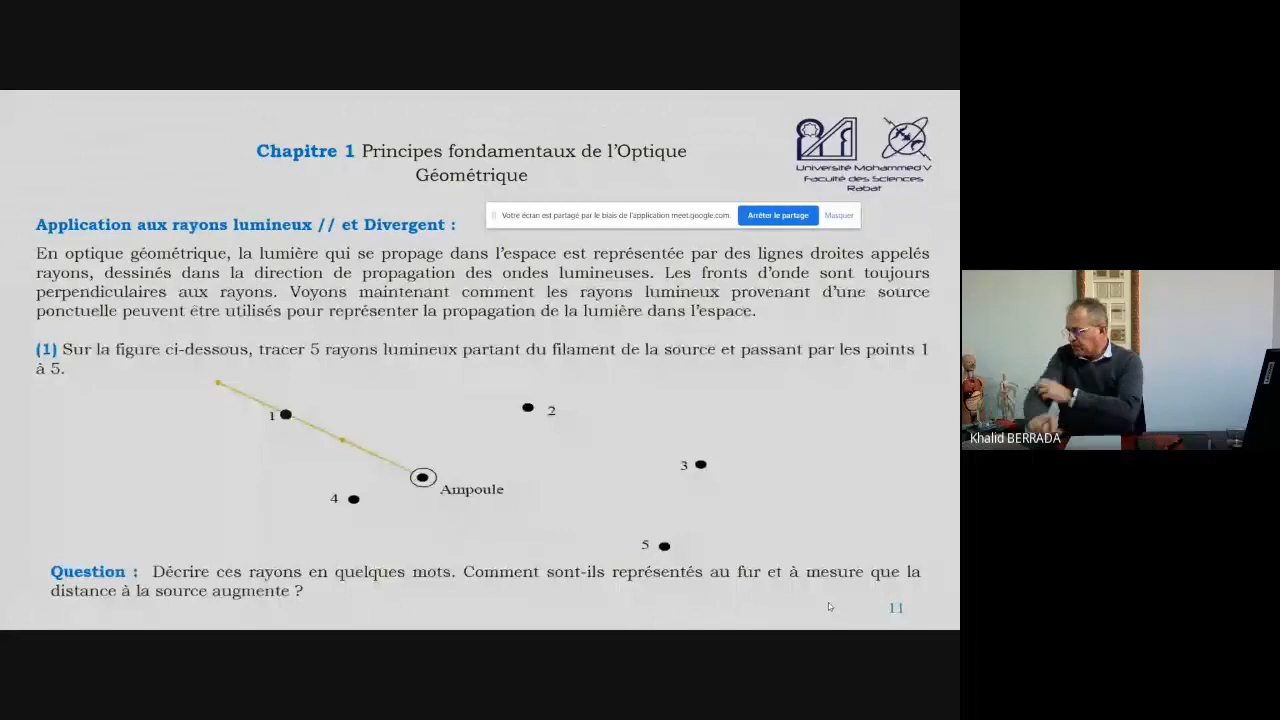 Chapitre 1 Principes fondamentaux de l'Optique
Géométrique
Université Mohammed V
Faculté des Sciences
Rabat
Votre écran est partagé par le biais de l'application meet.google.com. Arrêter le partage Masquer
Application aux rayons lumineux // et Divergent :
En optique géométrique, la lumière qui se propage dans l'espace est représentée par des lignes droites appelés
rayons, dessinés dans la direction de propagation des ondes lumineuses. Les fronts d'onde sont toujours
perpendiculaires aux rayons. Voyons maintenant comment les rayons lumineux provenant d'une source
ponctuelle peuvent être utilisés pour représenter la propagation de la lumière dans l'espace.
(1) Sur la figure ci-dessous, tracer 5 rayons lumineux partant du filament de la source et passant par les points 1
à 5.
1
2
3
4
Ampoule
5
Question : Décrire ces rayons en quelques mots. Comment sont-ils représentés au fur et à mesure que la
distance à la source augmente ?
11
Khalid BERRADA